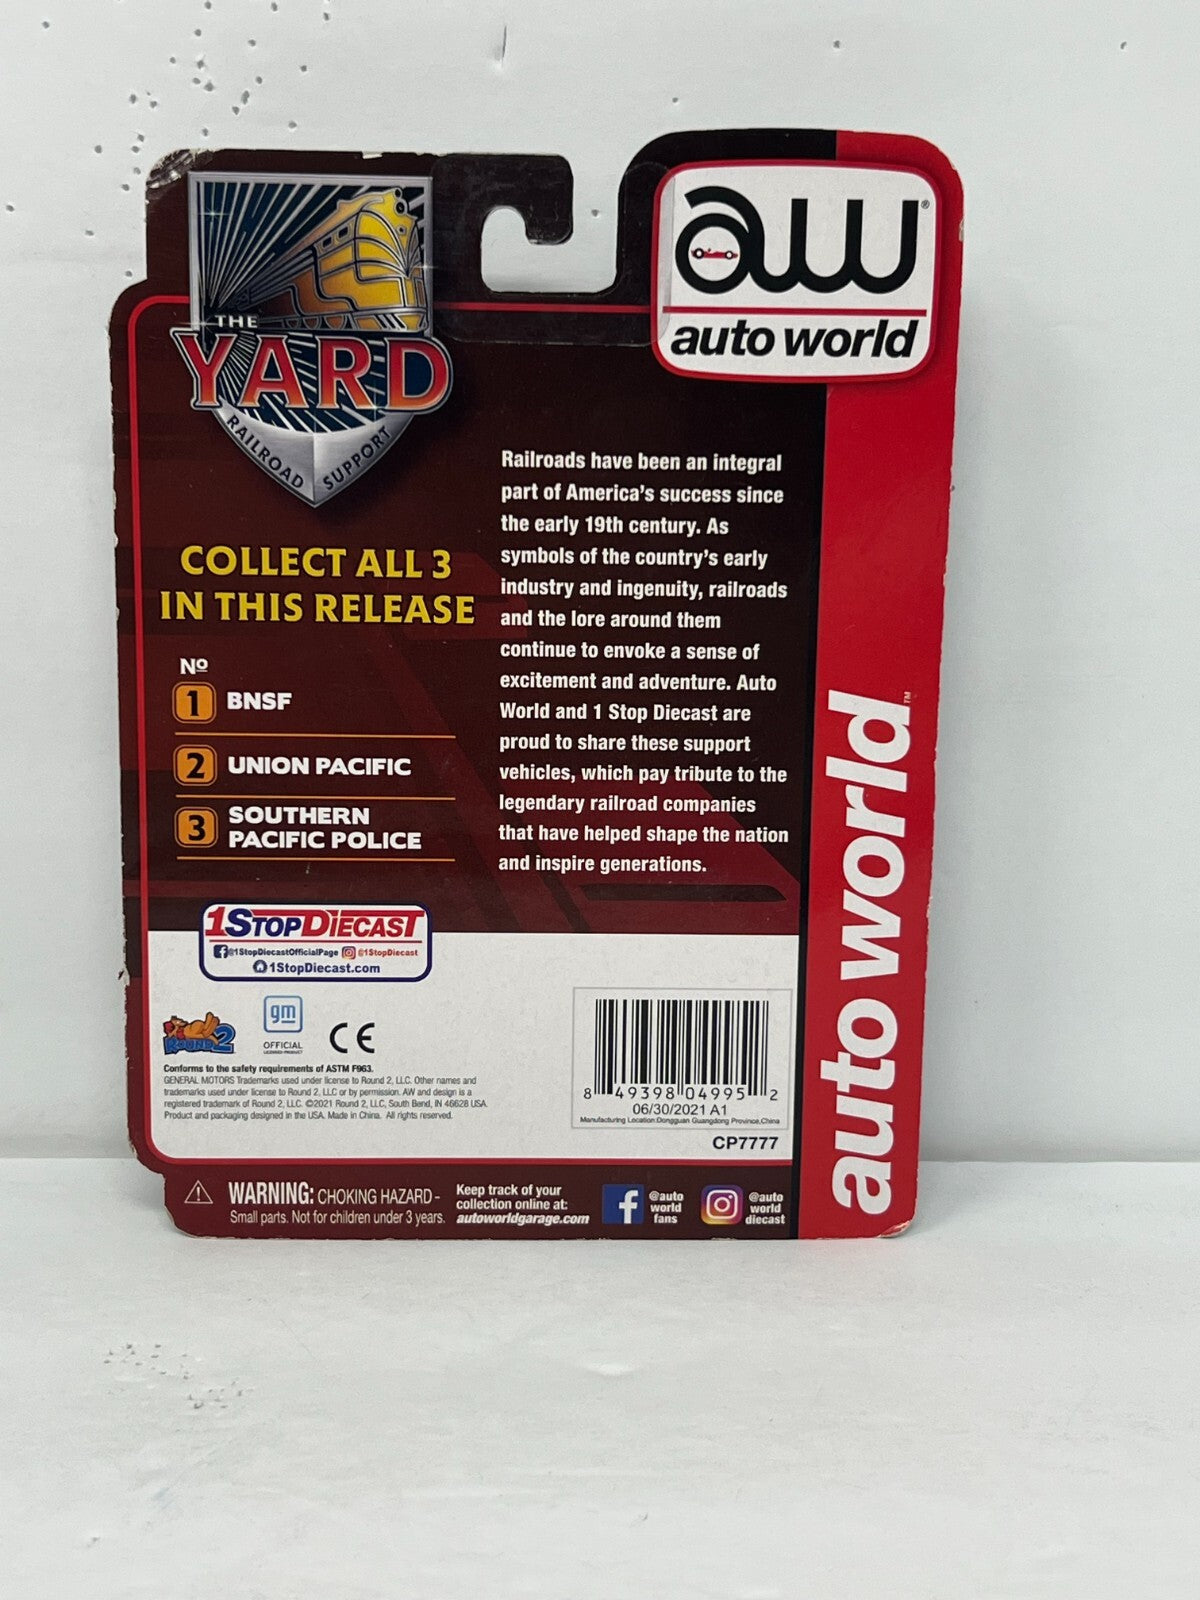 THE
YARD
RAILROAD SUPPORT
aw®
auto world
COLLECT ALL 3
IN THIS RELEASE
Nº
1 BNSF
2 UNION PACIFIC
3 SOUTHERN
PACIFIC POLICE
Railroads have been an integral
part of America's success since
the early 19th century. As
symbols of the country's early
industry and ingenuity, railroads
and the lore around them
continue to envoke a sense of
excitement and adventure. Auto
World and 1 Stop Diecast are
proud to share these support
vehicles, which pay tribute to the
legendary railroad companies
that have helped shape the nation
and inspire generations.
auto world™
1STOPDIECAST
@1StopDiecastOfficialPage @1StopDiecast
1StopDiecast.com
ROUND 2
gm
OFFICIAL
LICENSED PRODUCT
CE
Conforms to the safety requirements of ASTM F963.
GENERAL MOTORS Trademarks used under license to Round 2, LLC. Other names and
trademarks used under license to Round 2, LLC or by permission. AW and design is a
registered trademark of Round 2, LLC. ©2021 Round 2, LLC, South Bend, IN 46628 USA.
Product and packaging designed in the USA. Made in China. All rights reserved.
8 49398 04995 2
06/30/2021 A1
Manufacturing Location:Dongguan Guangdong Province,China
CP7777
WARNING: CHOKING HAZARD -
Small parts. Not for children under 3 years.
Keep track of your
collection online at:
autoworldgarage.com
@auto
world
fans
@auto
world
diecast